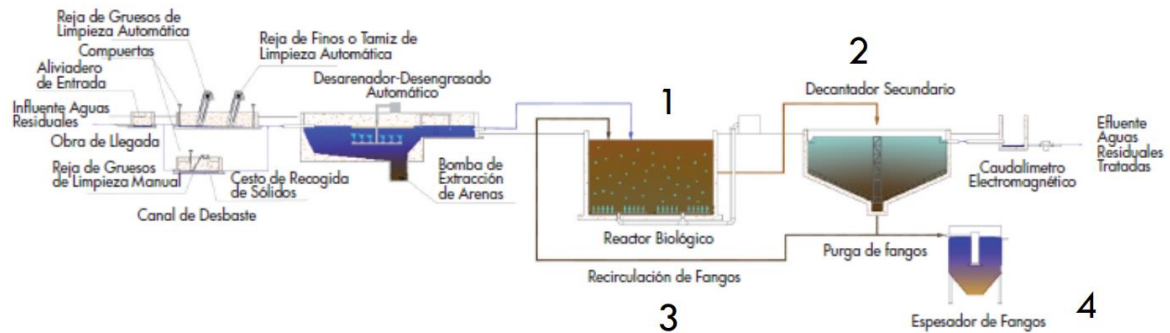 Reja de Gruesos de
Limpieza Automática
Compuertas
Aliviadero
de Entrada
Influente Aguas
Residuales
Obra de Llegada
Reja de Gruesos
de Limpieza Manual
Canal de Desbaste
Cesto de Recogida
de Sólidos
Reja de Finos o Tamiz de
Limpieza Automática
Desarenador-Desengrasado
Automático
Bomba de
Extracción
de Arenas
1
Reactor Biológico
2
Decantador Secundario
Caudalímetro
Electromagnético
Efluente
Aguas
Residuales
Tratadas
Purga de fangos
Recirculación de Fangos
3
Espesador de Fangos
4